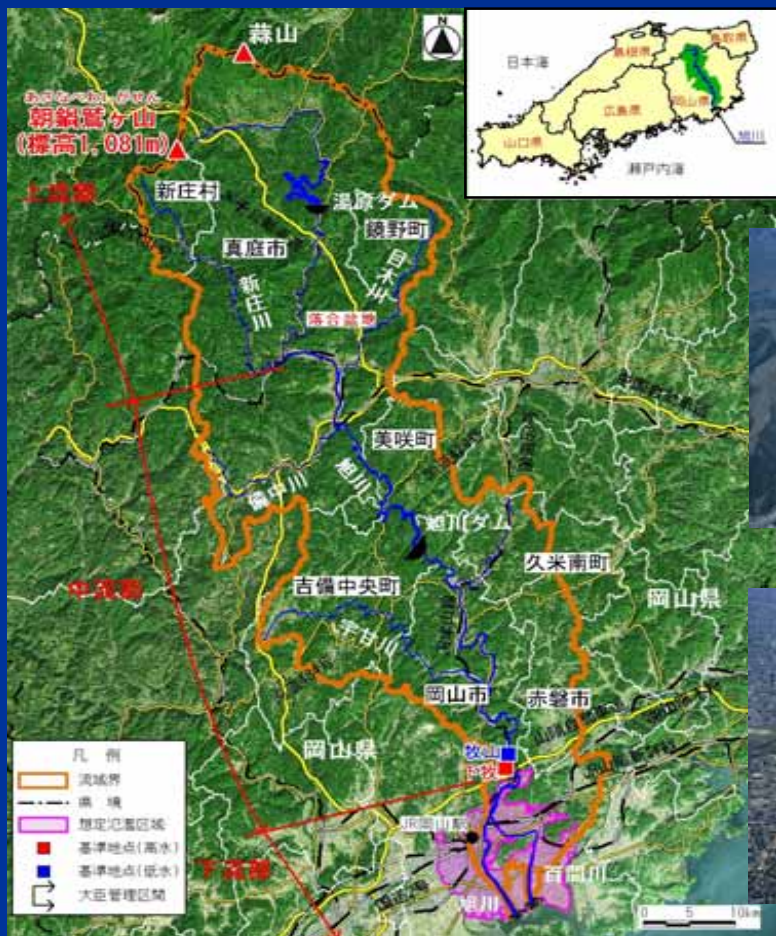 蒜山
N
あさなべわしがせん
朝鍋鷲ヶ山
(標高1,081m)
上流部
新庄村
湯原ダム
鏡野町
真庭市
目木川
新庄川
落合盆地
美咲町
旭川
備中川
旭川ダム
久米南町
中流部
吉備中央町
岡山県
宇甘川
岡山市
赤磐市
岡山県
牧山
下牧
JR岡山駅
下流部
百間川
旭川
凡 例
流域界
県 境
想定氾濫区域
基準地点(高水)
基準地点(低水)
大臣管理区間
0 5 10km
日本海
島根県
鳥取県
広島県
岡山県
山口県
旭川
瀬戸内海